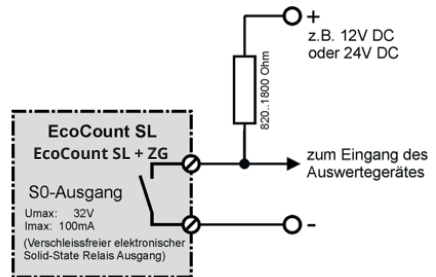 +
z.B. 12V DC
oder 24V DC
820..1800 Ohm
EcoCount SL
EcoCount SL + ZG
S0-Ausgang
Umax: 32V
Imax: 100mA
(Verschleissfreier elektronischer
Solid-State Relais Ausgang)
zum Eingang des
Auswertegerätes
-